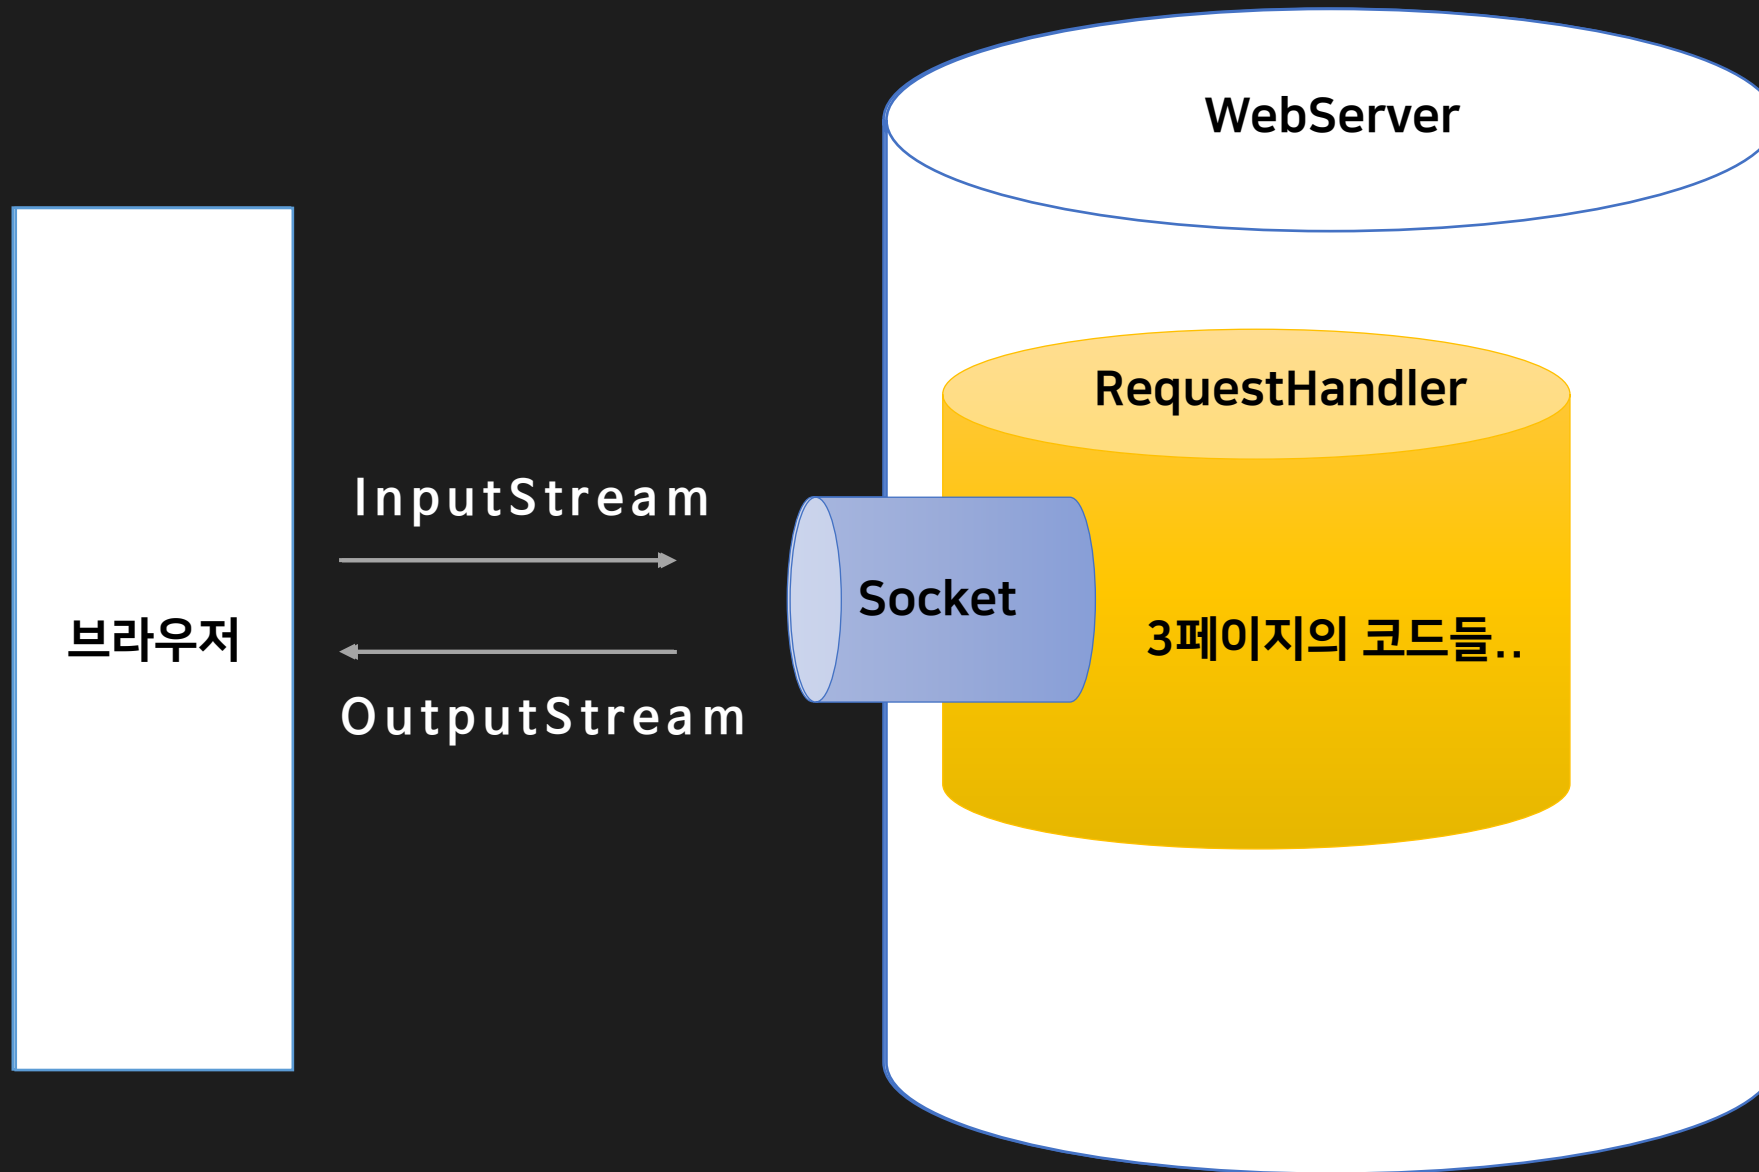 WebServer
RequestHandler
InputStream
Socket
브라우저
3페이지의 코드들..
OutputStream